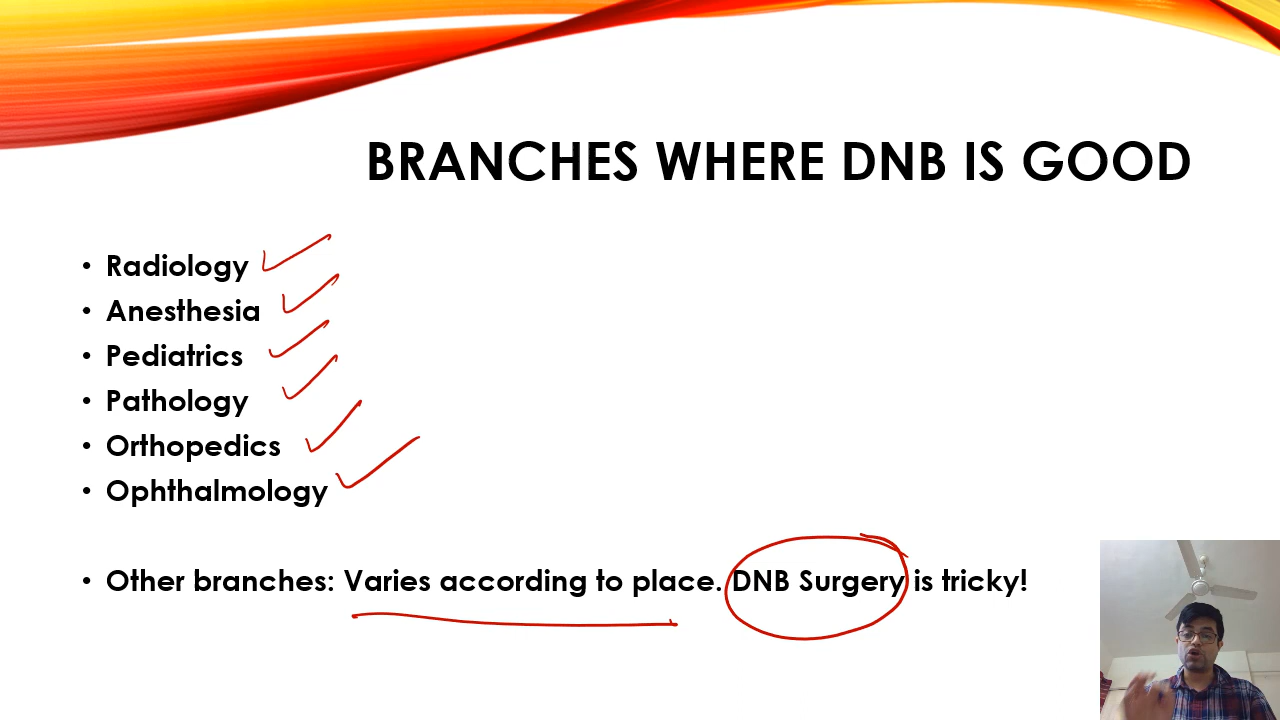 BRANCHES WHERE DNB IS GOOD
• Radiology
• Anesthesia
• Pediatrics
• Pathology
• Orthopedics
• Ophthalmology
• Other branches: Varies according to place. DNB Surgery is tricky!